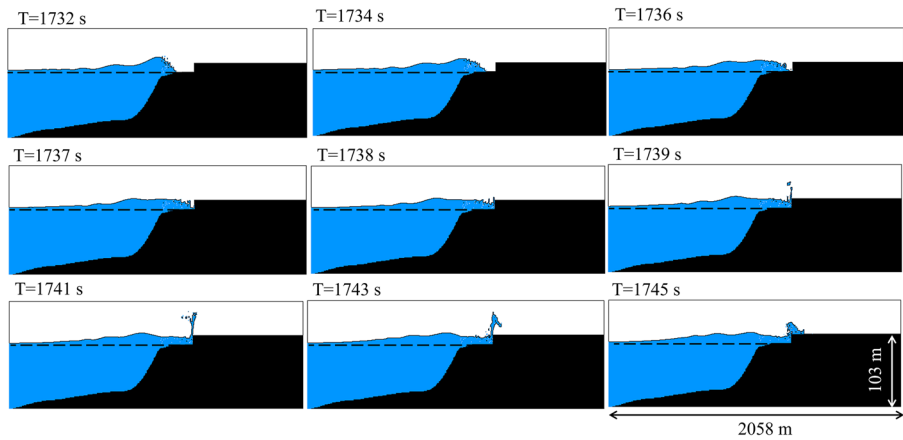 T=1732 s
T=1734 s
T=1736 s
T=1737 s
T=1738 s
T=1739 s
T=1741 s
T=1743 s
T=1745 s
103 m
2058 m